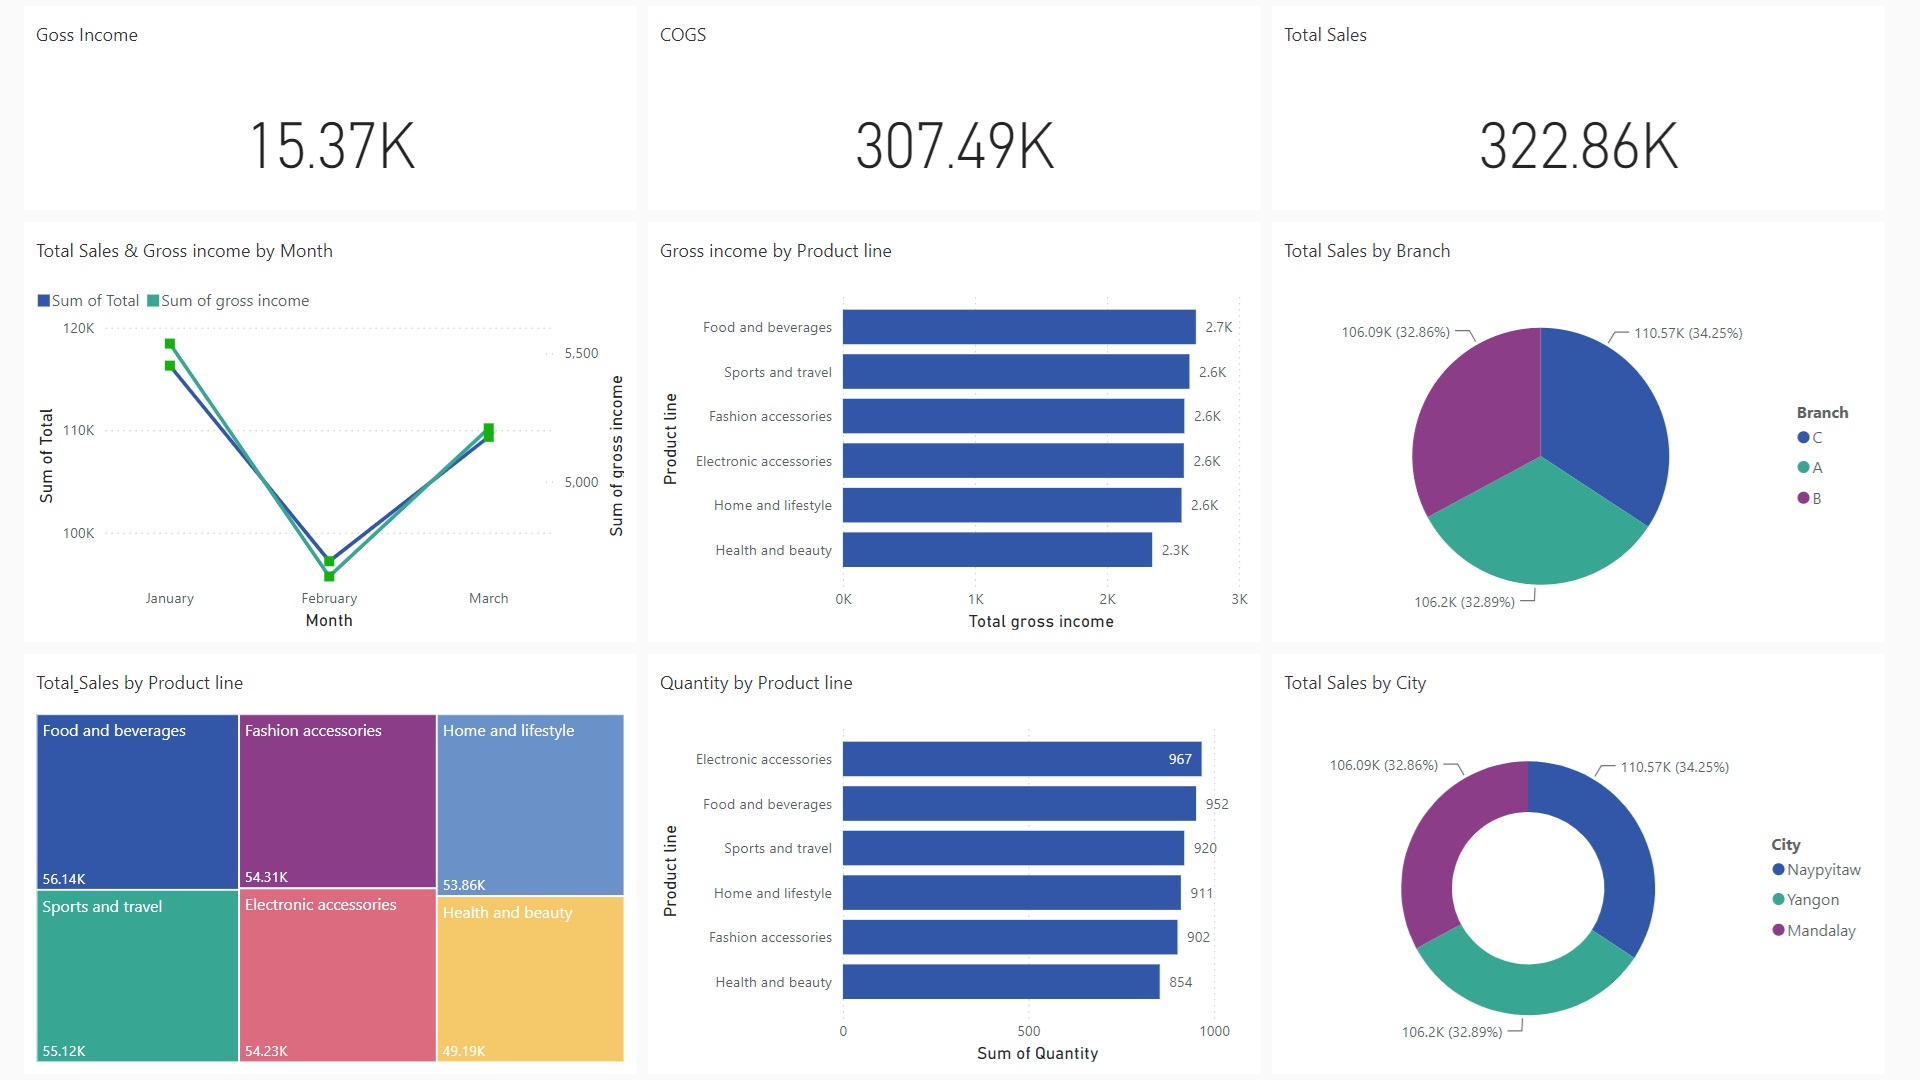 Goss Income
15.37K
COGS
307.49K
Total Sales
322.86K
Total Sales & Gross income by Month
Sum of Total Sum of gross income
120K
110K
100K
Sum of Total
5,500
5,000
Sum of gross income
January February March
Month
Gross income by Product line
Product line
Food and beverages 2.7K
Sports and travel 2.6K
Fashion accessories 2.6K
Electronic accessories 2.6K
Home and lifestyle 2.6K
Health and beauty 2.3K
0K 1K 2K 3K
Total gross income
Total Sales by Branch
106.09K (32.86%)
110.57K (34.25%)
106.2K (32.89%)
Branch
C
A
B
Total_Sales by Product line
Food and beverages
56.14K
Fashion accessories
54.31K
Home and lifestyle
53.86K
Sports and travel
55.12K
Electronic accessories
54.23K
Health and beauty
49.19K
Quantity by Product line
Product line
Electronic accessories 967
Food and beverages 952
Sports and travel 920
Home and lifestyle 911
Fashion accessories 902
Health and beauty 854
0 500 1000
Sum of Quantity
Total Sales by City
106.09K (32.86%)
110.57K (34.25%)
106.2K (32.89%)
City
Naypyitaw
Yangon
Mandalay